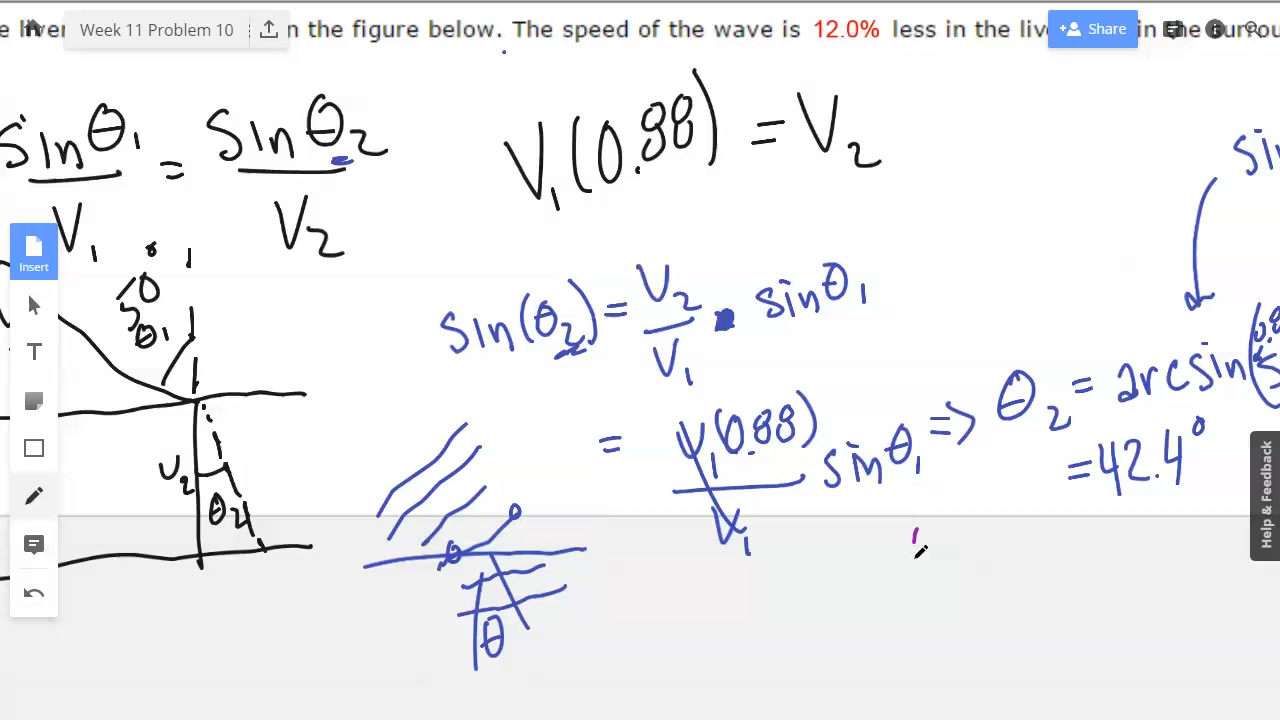 n the figure below. The speed of the wave is 12.0% less in the
Week 11 Problem 10
Share
sinθ₁/V₁ = sinθ₂/V₂
V₁(0.88) = V₂
sin(θ₂) = V₂/V₁ · sinθ₁
= V₁(0.88)/V₁ sinθ₁ => θ₂ = arcsin(
= 42.4°
50°
θ₁
V₂
θ₂
θ
Insert
T
Help & Feedback